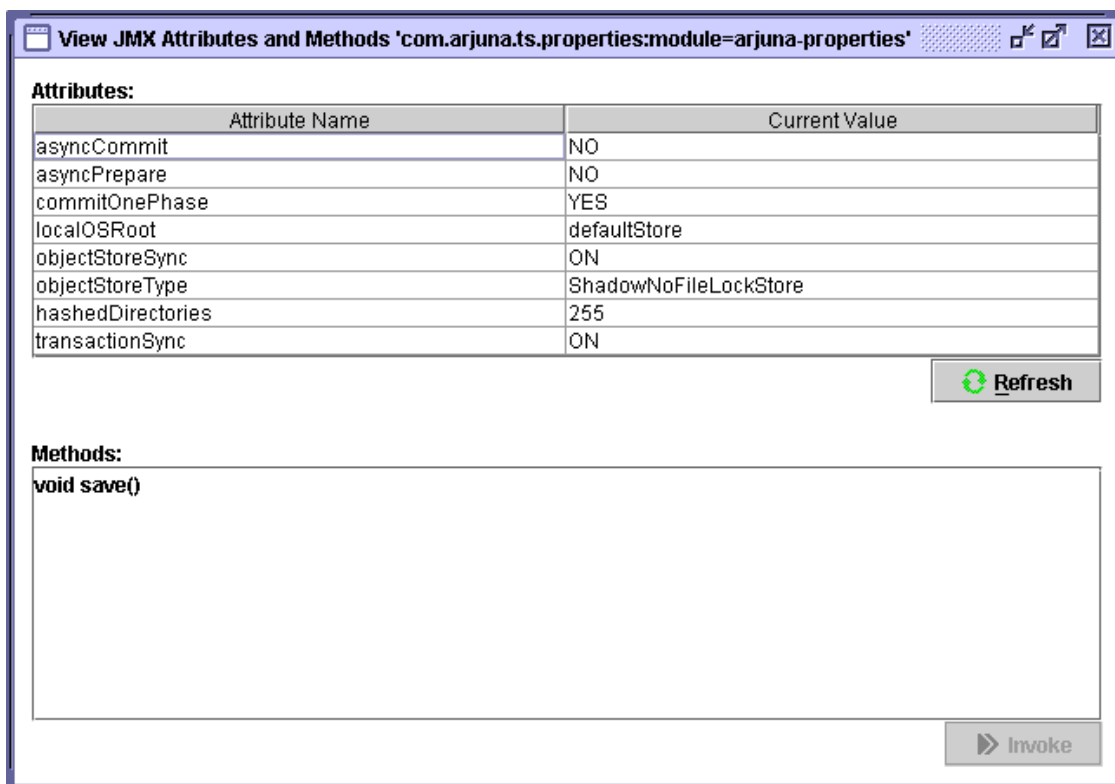 View JMX Attributes and Methods 'com.arjuna.ts.properties:module=arjuna-properties'
Attributes:
Attribute Name Current Value
asyncCommit NO
asyncPrepare NO
commitOnePhase YES
localOSRoot defaultStore
objectStoreSync ON
objectStoreType ShadowNoFileLockStore
hashedDirectories 255
transactionSync ON
Refresh
Methods:
void save()
Invoke